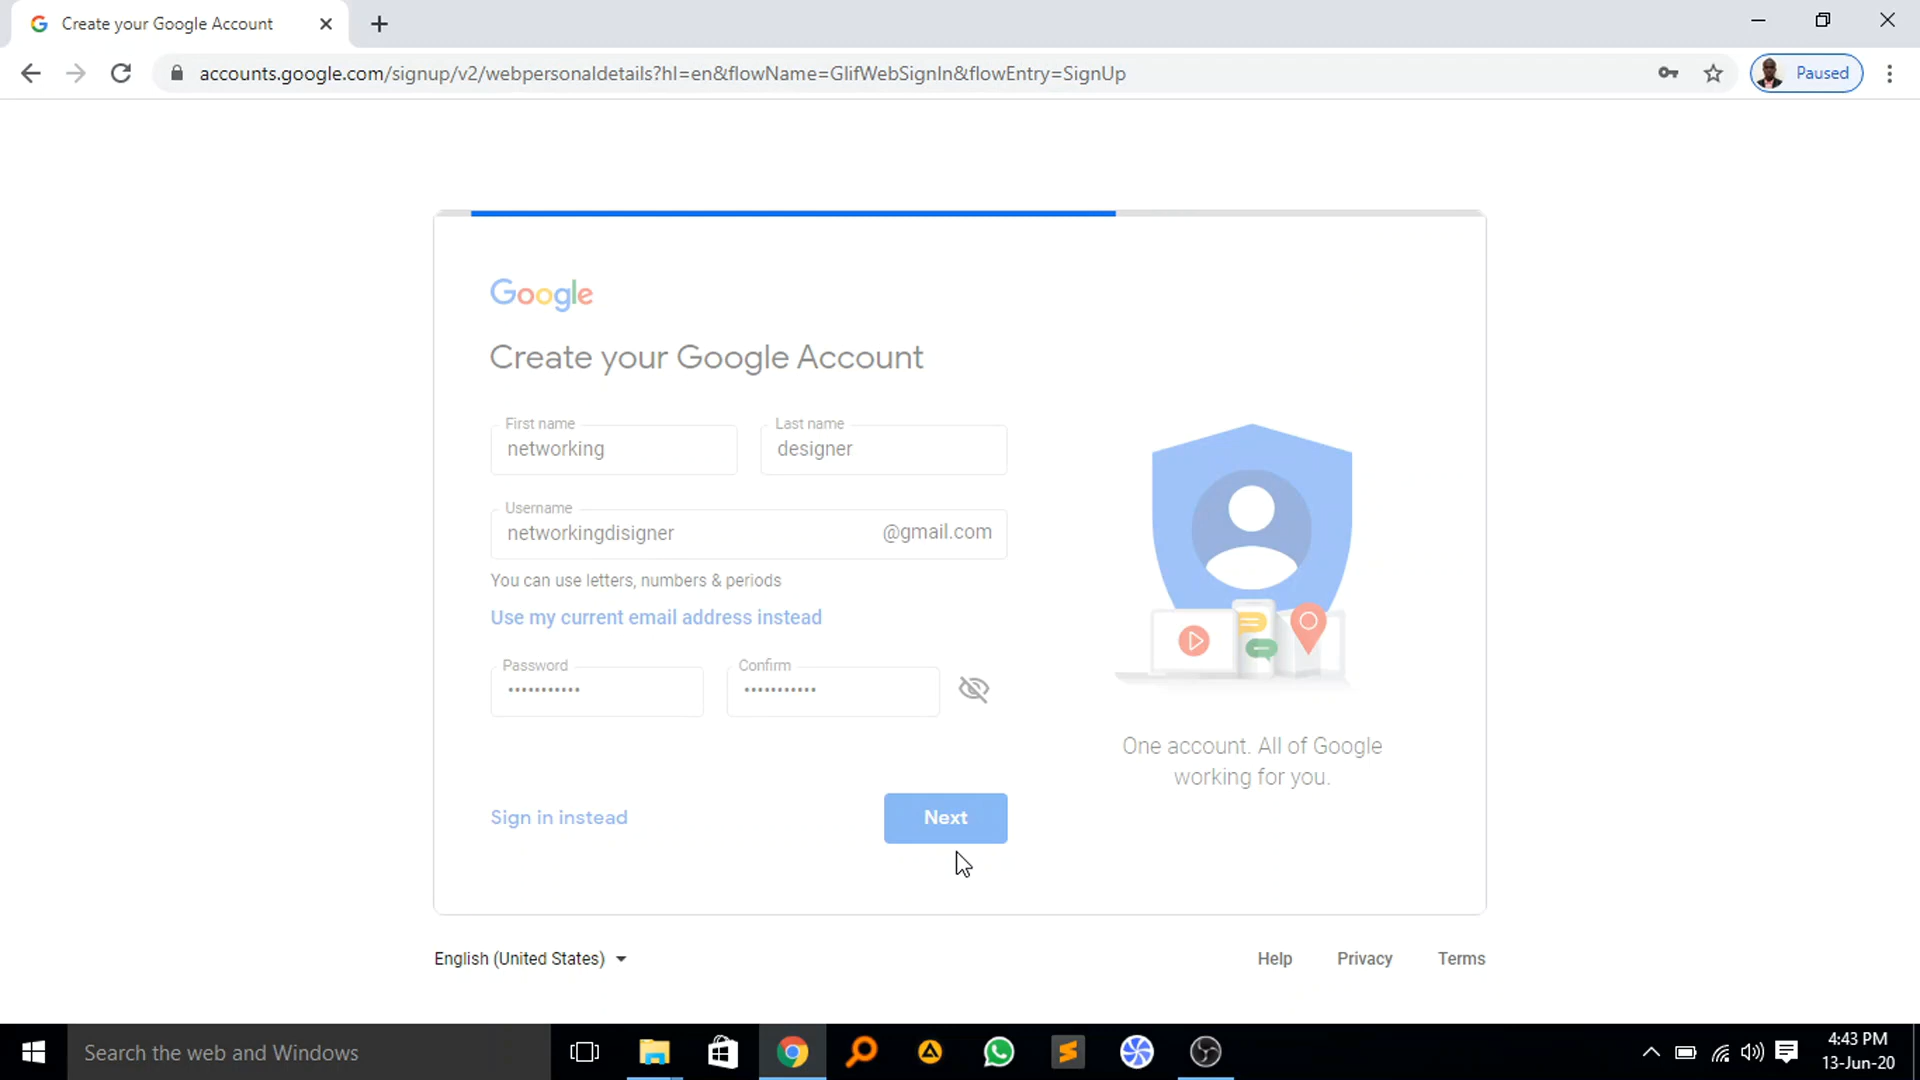 Create your Google Account
accounts.google.com/signup/v2/webpersonaldetails?hl=en&flowName=GlifWebSignIn&flowEntry=SignUp
Paused
Google
Create your Google Account
First name
networking
Last name
designer
Username
networkingdisigner
@gmail.com
You can use letters, numbers & periods
Use my current email address instead
Password
•••••••••••
Confirm
•••••••••••
One account. All of Google
working for you.
Sign in instead
Next
English (United States)
Help
Privacy
Terms
Search the web and Windows
4:43 PM
13-Jun-20